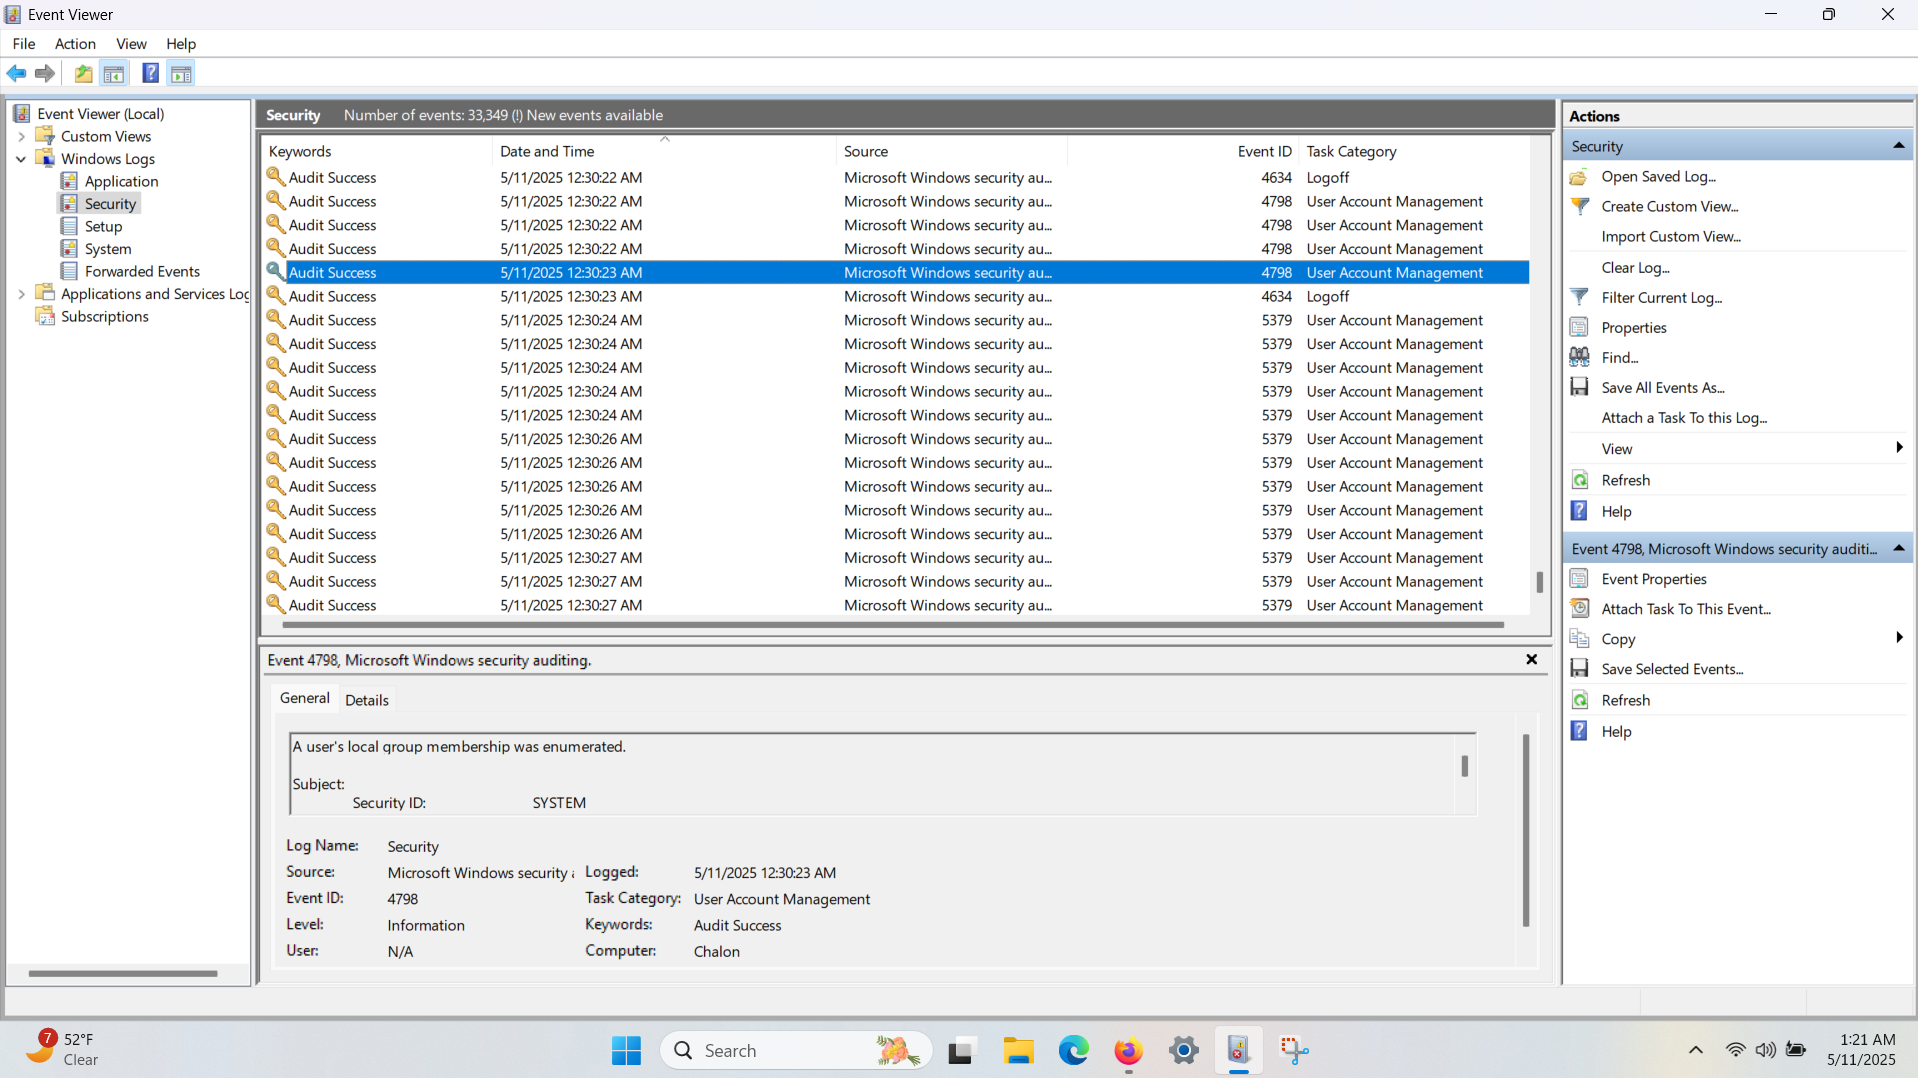 Event Viewer
File Action View Help
Event Viewer (Local)
Custom Views
Windows Logs
Application
Security
Setup
System
Forwarded Events
Applications and Services Log
Subscriptions
Security Number of events: 33,349 (!) New events available
Keywords Date and Time Source Event ID Task Category
Audit Success 5/11/2025 12:30:22 AM Microsoft Windows security au... 4634 Logoff
Audit Success 5/11/2025 12:30:22 AM Microsoft Windows security au... 4798 User Account Management
Audit Success 5/11/2025 12:30:22 AM Microsoft Windows security au... 4798 User Account Management
Audit Success 5/11/2025 12:30:22 AM Microsoft Windows security au... 4798 User Account Management
Audit Success 5/11/2025 12:30:23 AM Microsoft Windows security au... 4798 User Account Management
Audit Success 5/11/2025 12:30:23 AM Microsoft Windows security au... 4634 Logoff
Audit Success 5/11/2025 12:30:24 AM Microsoft Windows security au... 5379 User Account Management
Audit Success 5/11/2025 12:30:24 AM Microsoft Windows security au... 5379 User Account Management
Audit Success 5/11/2025 12:30:24 AM Microsoft Windows security au... 5379 User Account Management
Audit Success 5/11/2025 12:30:24 AM Microsoft Windows security au... 5379 User Account Management
Audit Success 5/11/2025 12:30:24 AM Microsoft Windows security au... 5379 User Account Management
Audit Success 5/11/2025 12:30:26 AM Microsoft Windows security au... 5379 User Account Management
Audit Success 5/11/2025 12:30:26 AM Microsoft Windows security au... 5379 User Account Management
Audit Success 5/11/2025 12:30:26 AM Microsoft Windows security au... 5379 User Account Management
Audit Success 5/11/2025 12:30:26 AM Microsoft Windows security au... 5379 User Account Management
Audit Success 5/11/2025 12:30:26 AM Microsoft Windows security au... 5379 User Account Management
Audit Success 5/11/2025 12:30:27 AM Microsoft Windows security au... 5379 User Account Management
Audit Success 5/11/2025 12:30:27 AM Microsoft Windows security au... 5379 User Account Management
Audit Success 5/11/2025 12:30:27 AM Microsoft Windows security au... 5379 User Account Management
Event 4798, Microsoft Windows security auditing.
General Details
A user's local group membership was enumerated.
Subject:
Security ID: SYSTEM
Log Name: Security
Source: Microsoft Windows security Logged: 5/11/2025 12:30:23 AM
Event ID: 4798 Task Category: User Account Management
Level: Information Keywords: Audit Success
User: N/A Computer: Chalon
Actions
Security
Open Saved Log...
Create Custom View...
Import Custom View...
Clear Log...
Filter Current Log...
Properties
Find...
Save All Events As...
Attach a Task To this Log...
View
Refresh
Help
Event 4798, Microsoft Windows security auditi...
Event Properties
Attach Task To This Event...
Copy
Save Selected Events...
Refresh
Help
7 52°F
Clear
Search
1:21 AM
5/11/2025